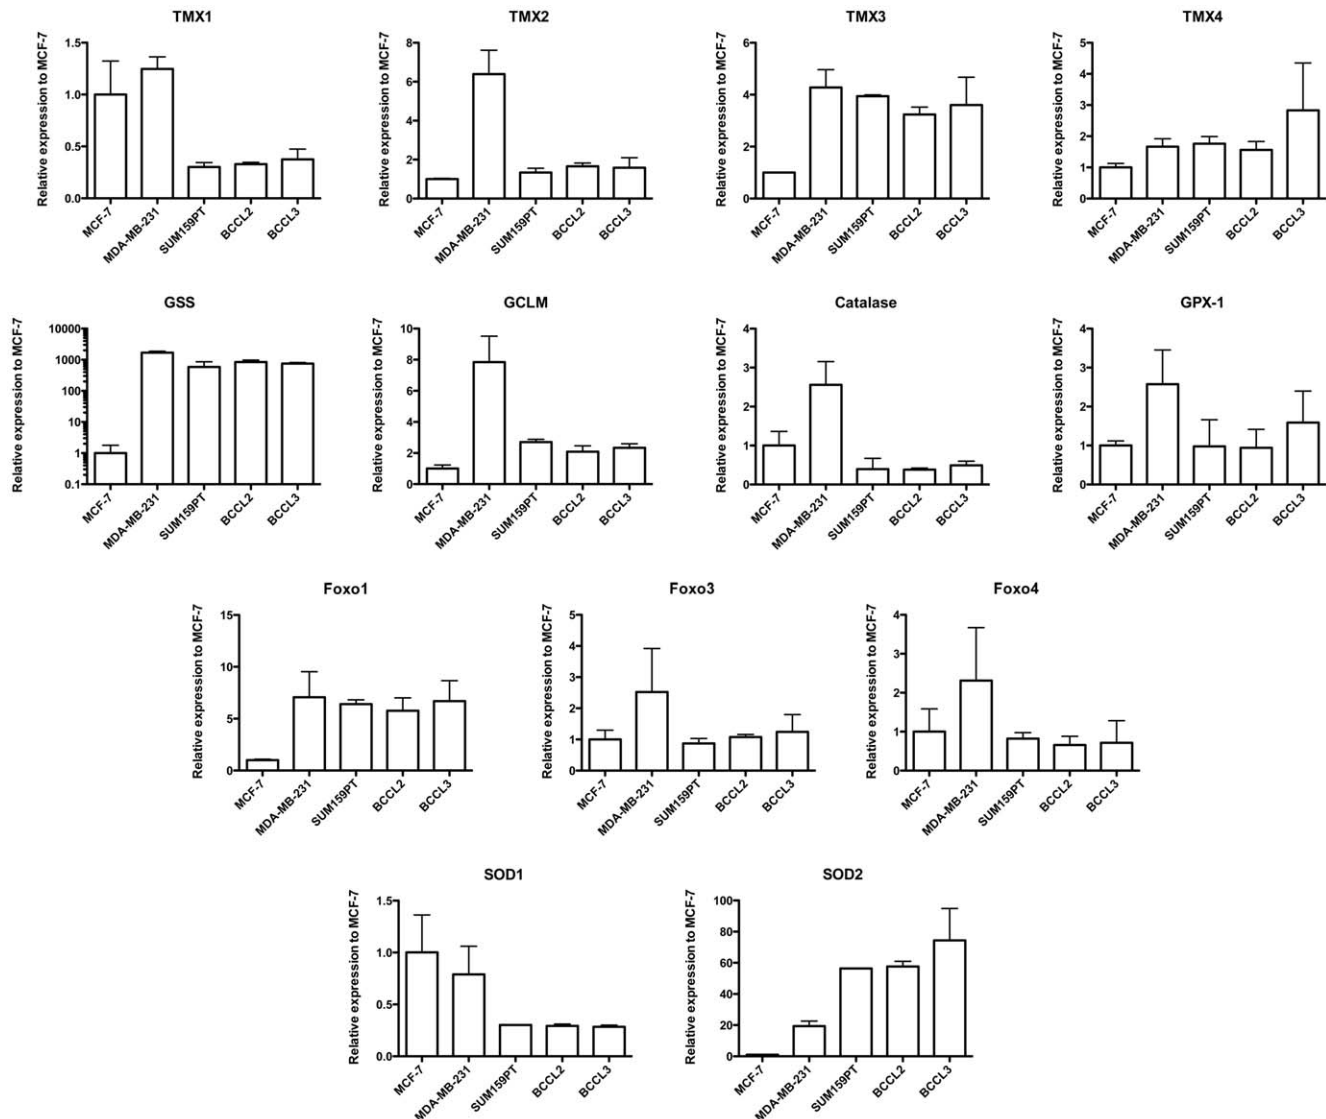 TMX1
Relative expression to MCF-7
1.5
1.0
0.5
0.0
MCF-7
MDA-MB-231
SUM159PT
BCCL2
BCCL3
TMX2
Relative expression to MCF-7
8
6
4
2
0
MCF-7
MDA-MB-231
SUM159PT
BCCL2
BCCL3
TMX3
Relative expression to MCF-7
6
4
2
0
MCF-7
MDA-MB-231
SUM159PT
BCCL2
BCCL3
TMX4
Relative expression to MCF-7
5
4
3
2
1
0
MCF-7
MDA-MB-231
SUM159PT
BCCL2
BCCL3
GSS
Relative expression to MCF-7
10000
1000
100
10
1
0.1
MCF-7
MDA-MB-231
SUM159PT
BCCL2
BCCL3
GCLM
Relative expression to MCF-7
10
8
6
4
2
0
MCF-7
MDA-MB-231
SUM159PT
BCCL2
BCCL3
Catalase
Relative expression to MCF-7
4
3
2
1
0
MCF-7
MDA-MB-231
SUM159PT
BCCL2
BCCL3
GPX-1
Relative expression to MCF-7
4
3
2
1
0
MCF-7
MDA-MB-231
SUM159PT
BCCL2
BCCL3
Foxo1
Relative expression to MCF-7
15
10
5
0
MCF-7
MDA-MB-231
SUM159PT
BCCL2
BCCL3
Foxo3
Relative expression to MCF-7
5
4
3
2
1
0
MCF-7
MDA-MB-231
SUM159PT
BCCL2
BCCL3
Foxo4
Relative expression to MCF-7
4
3
2
1
0
MCF-7
MDA-MB-231
SUM159PT
BCCL2
BCCL3
SOD1
Relative expression to MCF-7
1.5
1.0
0.5
0.0
MCF-7
MDA-MB-231
SUM159PT
BCCL2
BCCL3
SOD2
Relative expression to MCF-7
100
80
60
40
20
0
MCF-7
MDA-MB-231
SUM159PT
BCCL2
BCCL3